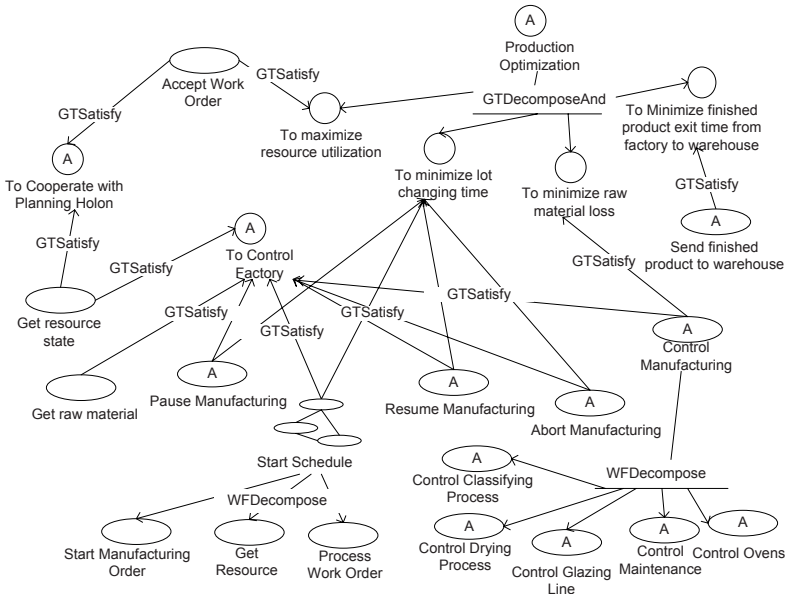 A
Production
Optimization
Accept Work
Order
GTSatisfy
GTSatisfy
GTDecomposeAnd
To maximize
resource utilization
To Minimize finished
product exit time from
factory to warehouse
A
To Cooperate with
Planning Holon
To minimize lot
changing time
To minimize raw
material loss
GTSatisfy
A
Send finished
product to warehouse
GTSatisfy
GTSatisfy
A
To Control
Factory
GTSatisfy
Get resource
state
GTSatisfy
GTSatisfy
GTSatisfy
GTSatisfy
A
Control
Manufacturing
Get raw material
A
Pause Manufacturing
A
Resume Manufacturing
A
Abort Manufacturing
Start Schedule
WFDecompose
Start Manufacturing
Order
Get
Resource
Process
Work Order
WFDecompose
A
Control Classifying
Process
A
Control Drying
Process
A
Control Glazing
Line
A
Control
Maintenance
A
Control Ovens